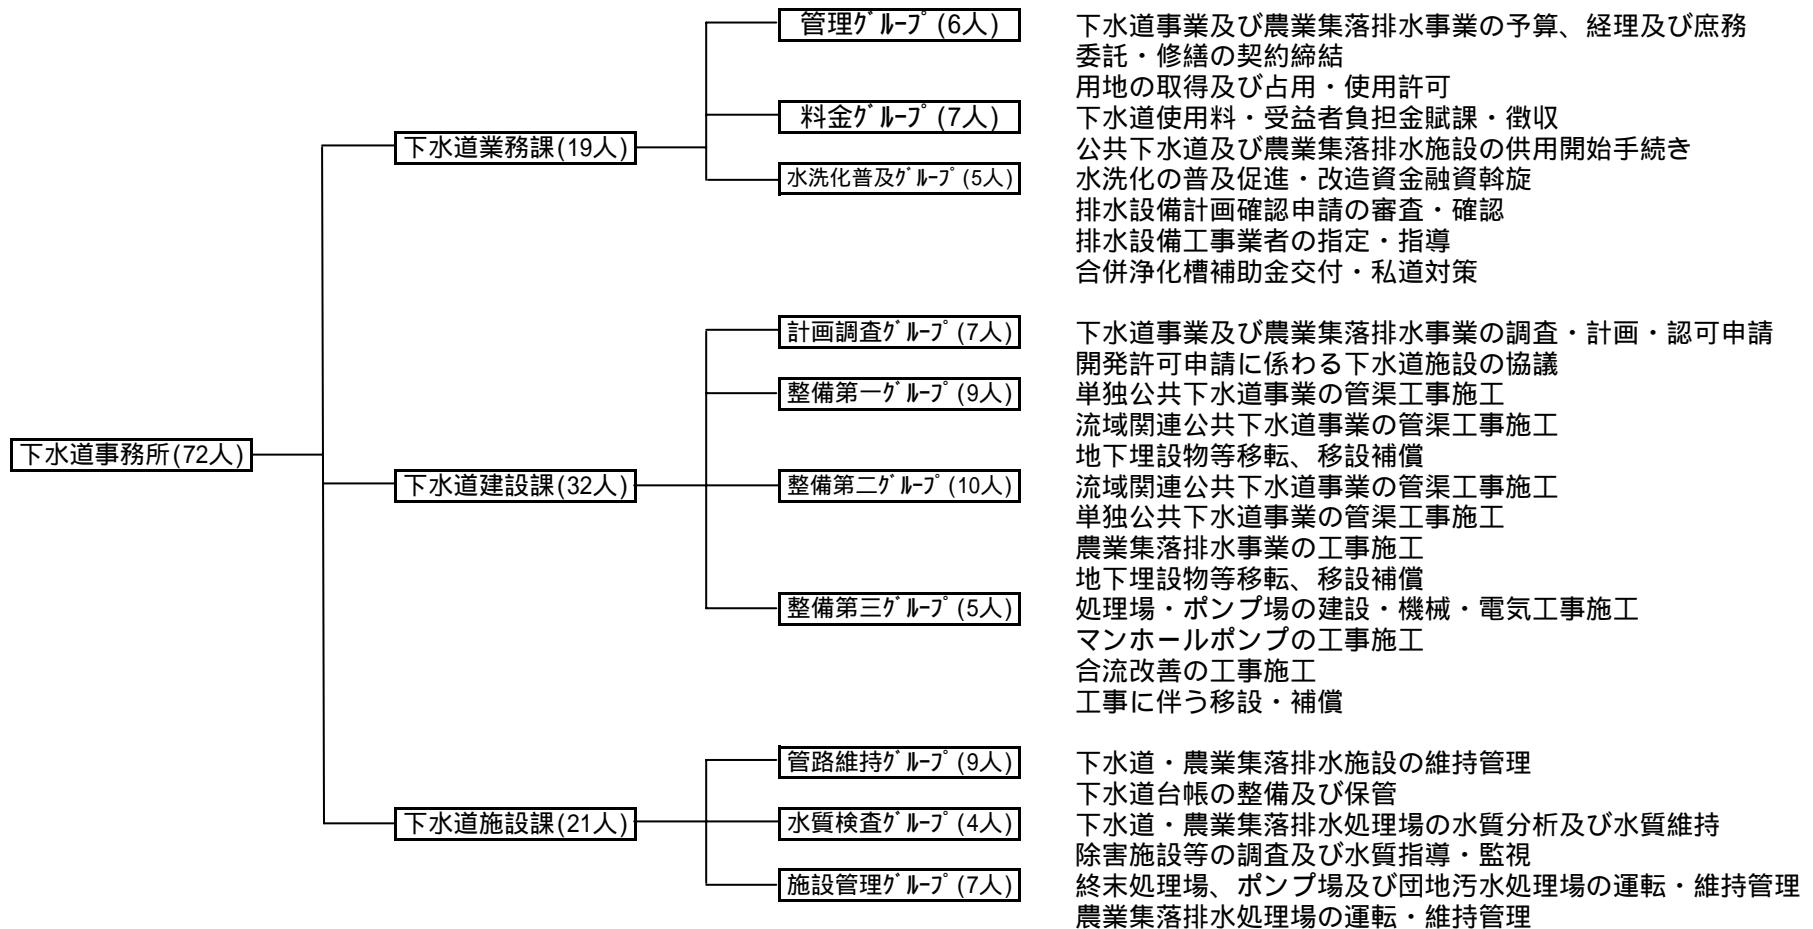 下水道事務所(72人)
下水道業務課(19人)
管理ｸﾞﾙｰﾌﾟ(6人)
下水道事業及び農業集落排水事業の予算、経理及び庶務
委託・修繕の契約締結
用地の取得及び占用・使用許可
料金ｸﾞﾙｰﾌﾟ(7人)
下水道使用料・受益者負担金賦課・徴収
公共下水道及び農業集落排水施設の供用開始手続き
水洗化普及ｸﾞﾙｰﾌﾟ(5人)
水洗化の普及促進・改造資金融資斡旋
排水設備計画確認申請の審査・確認
排水設備工事業者の指定・指導
合併浄化槽補助金交付・私道対策
下水道建設課(32人)
計画調査ｸﾞﾙｰﾌﾟ(7人)
下水道事業及び農業集落排水事業の調査・計画・認可申請
開発許可申請に係わる下水道施設の協議
整備第一ｸﾞﾙｰﾌﾟ(9人)
単独公共下水道事業の管渠工事施工
流域関連公共下水道事業の管渠工事施工
地下埋設物等移転、移設補償
整備第二ｸﾞﾙｰﾌﾟ(10人)
流域関連公共下水道事業の管渠工事施工
単独公共下水道事業の管渠工事施工
農業集落排水事業の工事施工
地下埋設物等移転、移設補償
整備第三ｸﾞﾙｰﾌﾟ(5人)
処理場・ポンプ場の建設・機械・電気工事施工
マンホールポンプの工事施工
合流改善の工事施工
工事に伴う移設・補償
下水道施設課(21人)
管路維持ｸﾞﾙｰﾌﾟ(9人)
下水道・農業集落排水施設の維持管理
下水道台帳の整備及び保管
水質検査ｸﾞﾙｰﾌﾟ(4人)
下水道・農業集落排水処理場の水質分析及び水質維持
除害施設等の調査及び水質指導・監視
施設管理ｸﾞﾙｰﾌﾟ(7人)
終末処理場、ポンプ場及び団地汚水処理場の運転・維持管理
農業集落排水処理場の運転・維持管理